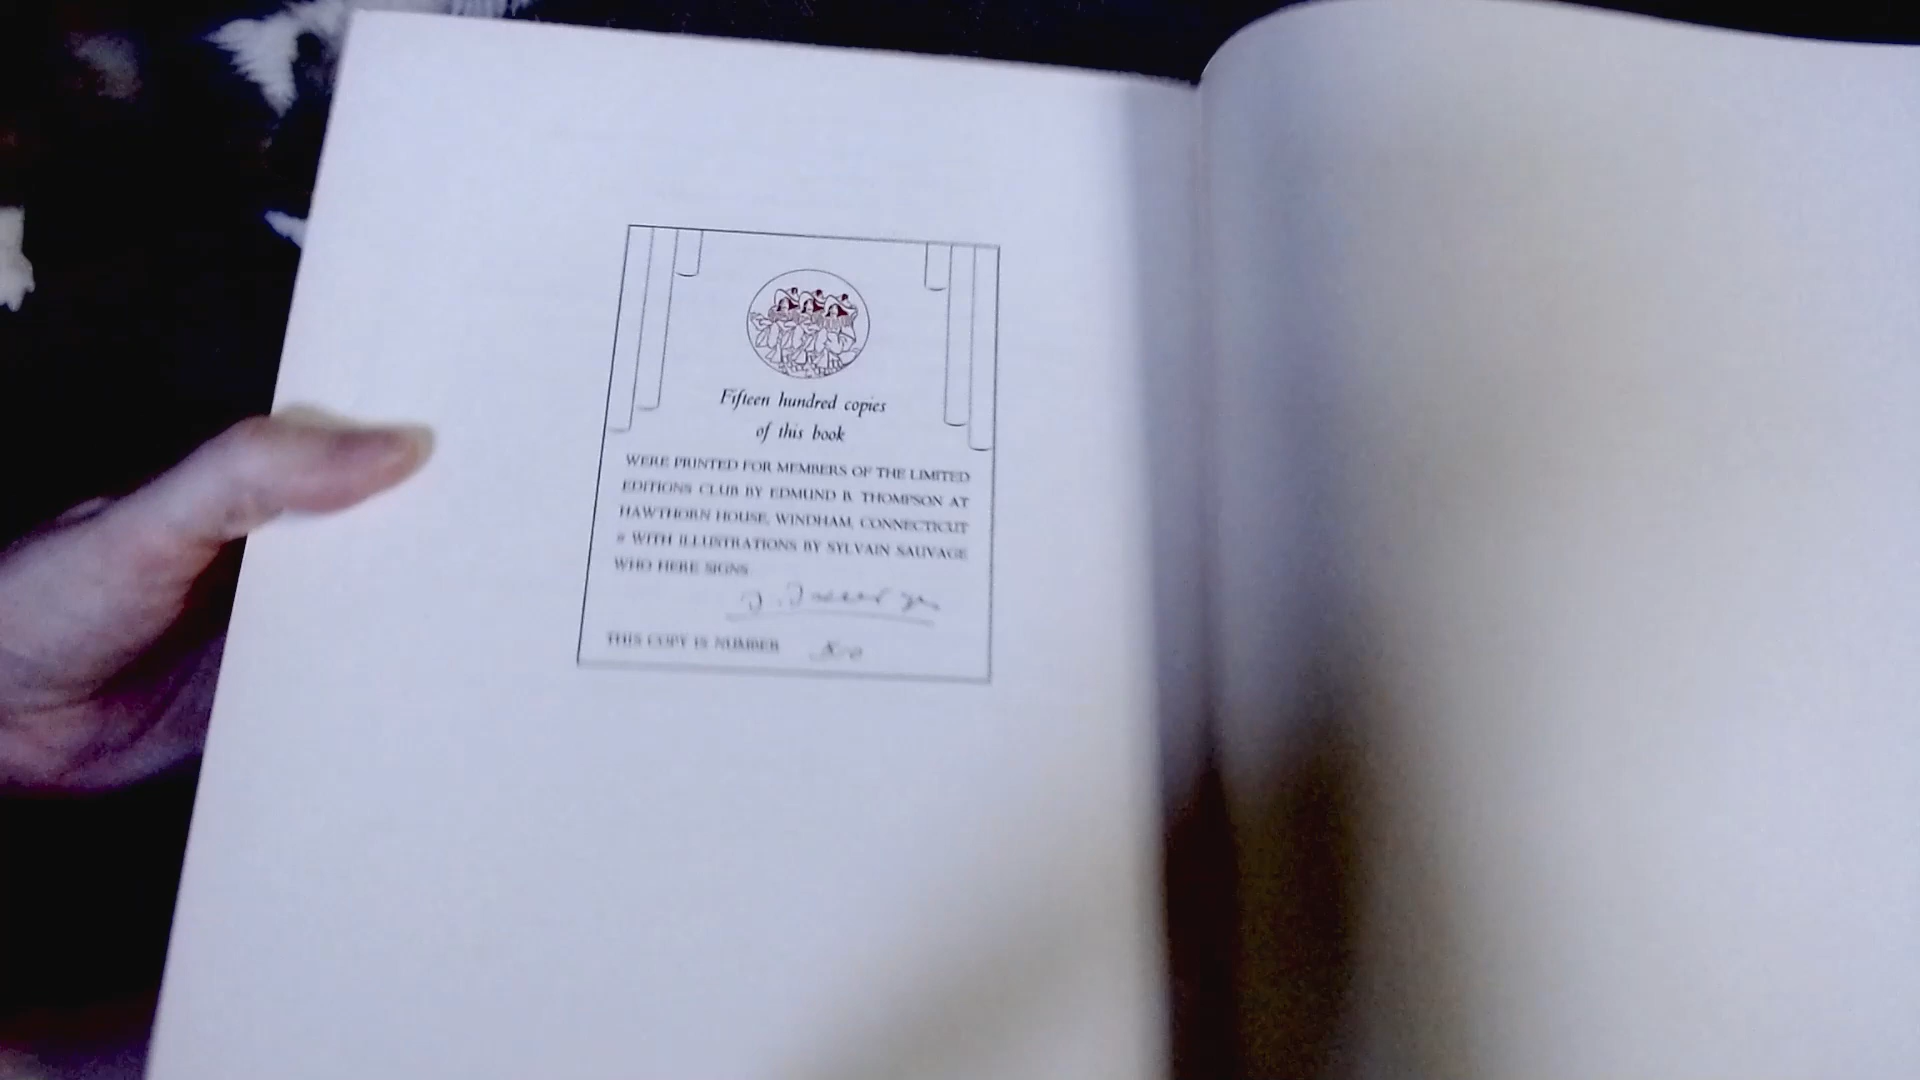 Fifteen hundred copies
of this book
WERE PRINTED FOR MEMBERS OF THE LIMITED
EDITIONS CLUB BY EDMUND B. THOMPSON AT
HAWTHORN HOUSE, WINDHAM, CONNECTICUT
WITH ILLUSTRATIONS BY SYLVAIN SAUVAGE
WHO HERE SIGNS
THIS COPY IS NUMBER